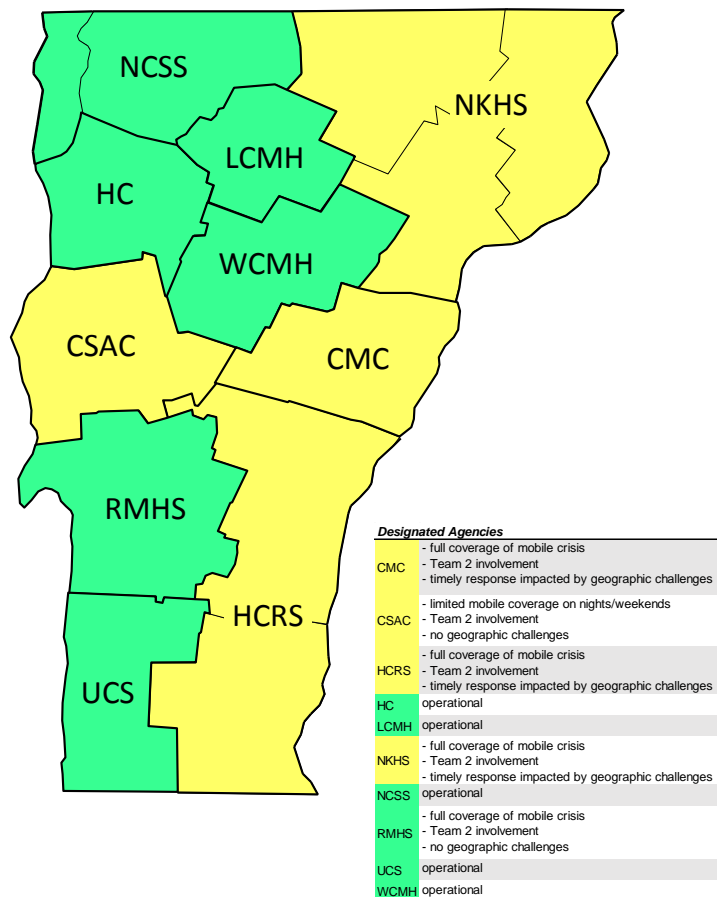 NCSS
NKHS
LCMH
HC
WCMH
CSAC
CMC
RMHS
HCRS
UCS
Designated Agencies
CMC
- full coverage of mobile crisis
- Team 2 involvement
- timely response impacted by geographic challenges
CSAC
- limited mobile coverage on nights/weekends
- Team 2 involvement
- no geographic challenges
HCRS
- full coverage of mobile crisis
- Team 2 involvement
- timely response impacted by geographic challenges
HC operational
LCMH operational
NKHS
- full coverage of mobile crisis
- Team 2 involvement
- timely response impacted by geographic challenges
NCSS operational
RMHS
- full coverage of mobile crisis
- Team 2 involvement
- no geographic challenges
UCS operational
WCMH operational